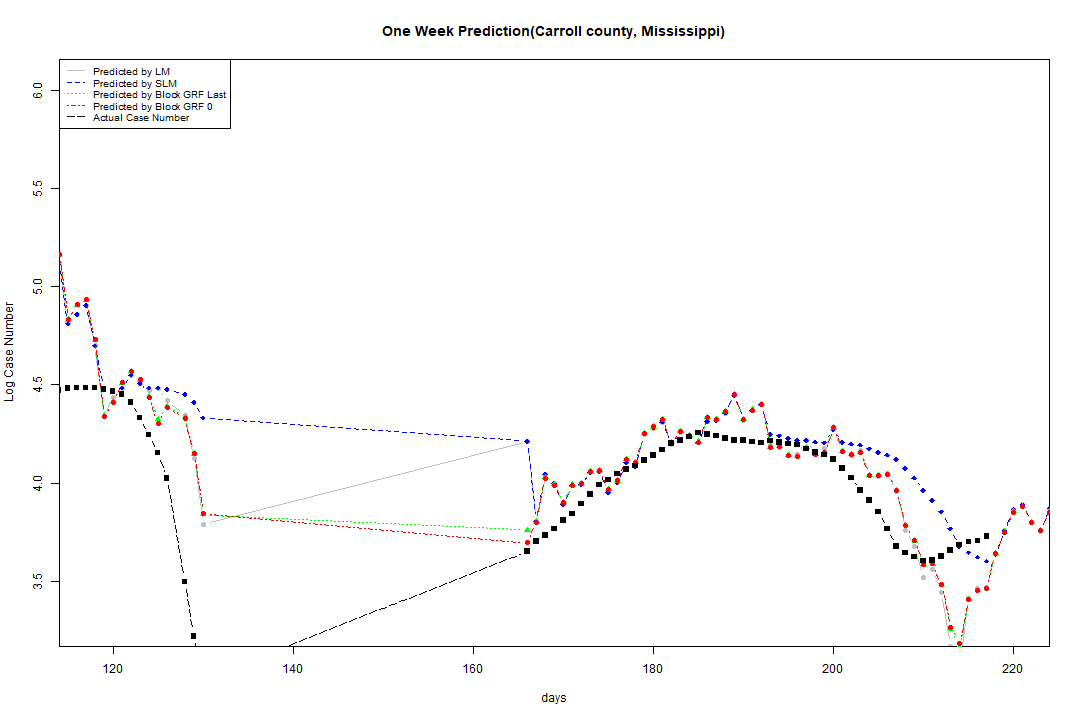 One Week Prediction(Carroll county, Mississippi)
Predicted by LM
Predicted by SLM
Predicted by Block GRF Last
Predicted by Block GRF 0
Actual Case Number
Log Case Number
6.0
5.5
5.0
4.5
4.0
3.5
120 140 160 180 200 220
days